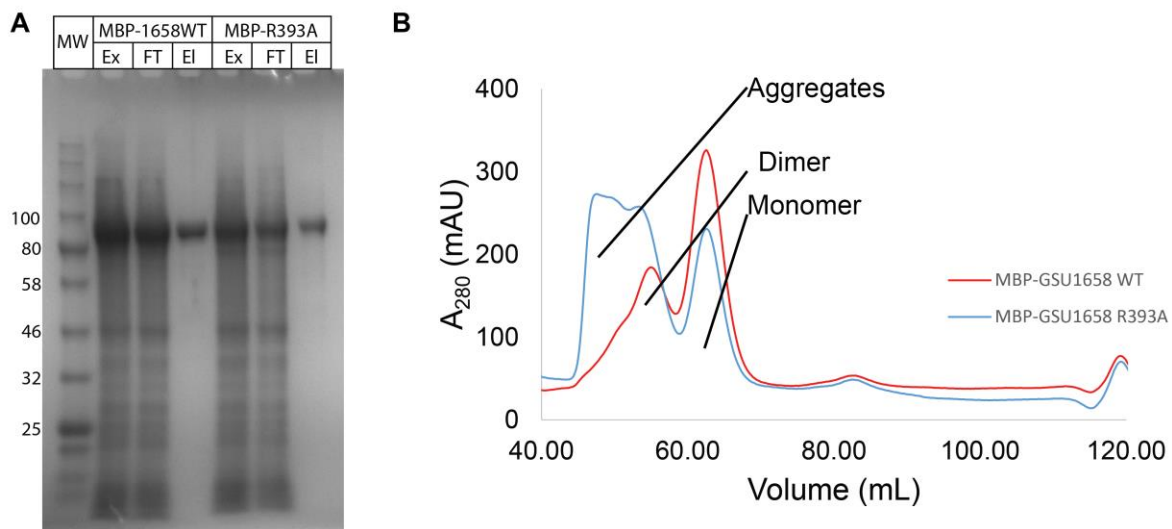 A
MW
MBP-1658WT
MBP-R393A
Ex
FT
El
Ex
FT
El
100
80
58
46
32
25
B
A280 (mAU)
400
300
200
100
0
Aggregates
Dimer
Monomer
MBP-GSU1658 WT
MBP-GSU1658 R393A
40.00
60.00
80.00
100.00
120.00
Volume (mL)